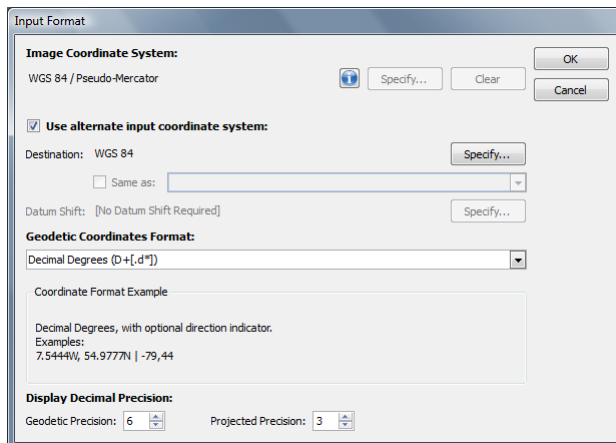 Input Format
Image Coordinate System:
WGS 84 / Pseudo-Mercator
Specify...
Clear
OK
Cancel
Use alternate input coordinate system:
Destination: WGS 84
Specify...
Same as:
Datum Shift: [No Datum Shift Required]
Specify...
Geodetic Coordinates Format:
Decimal Degrees (D+[.d*])
Coordinate Format Example
Decimal Degrees, with optional direction indicator.
Examples:
7.5444W, 54.9777N | -79,44
Display Decimal Precision:
Geodetic Precision: 6 Projected Precision: 3